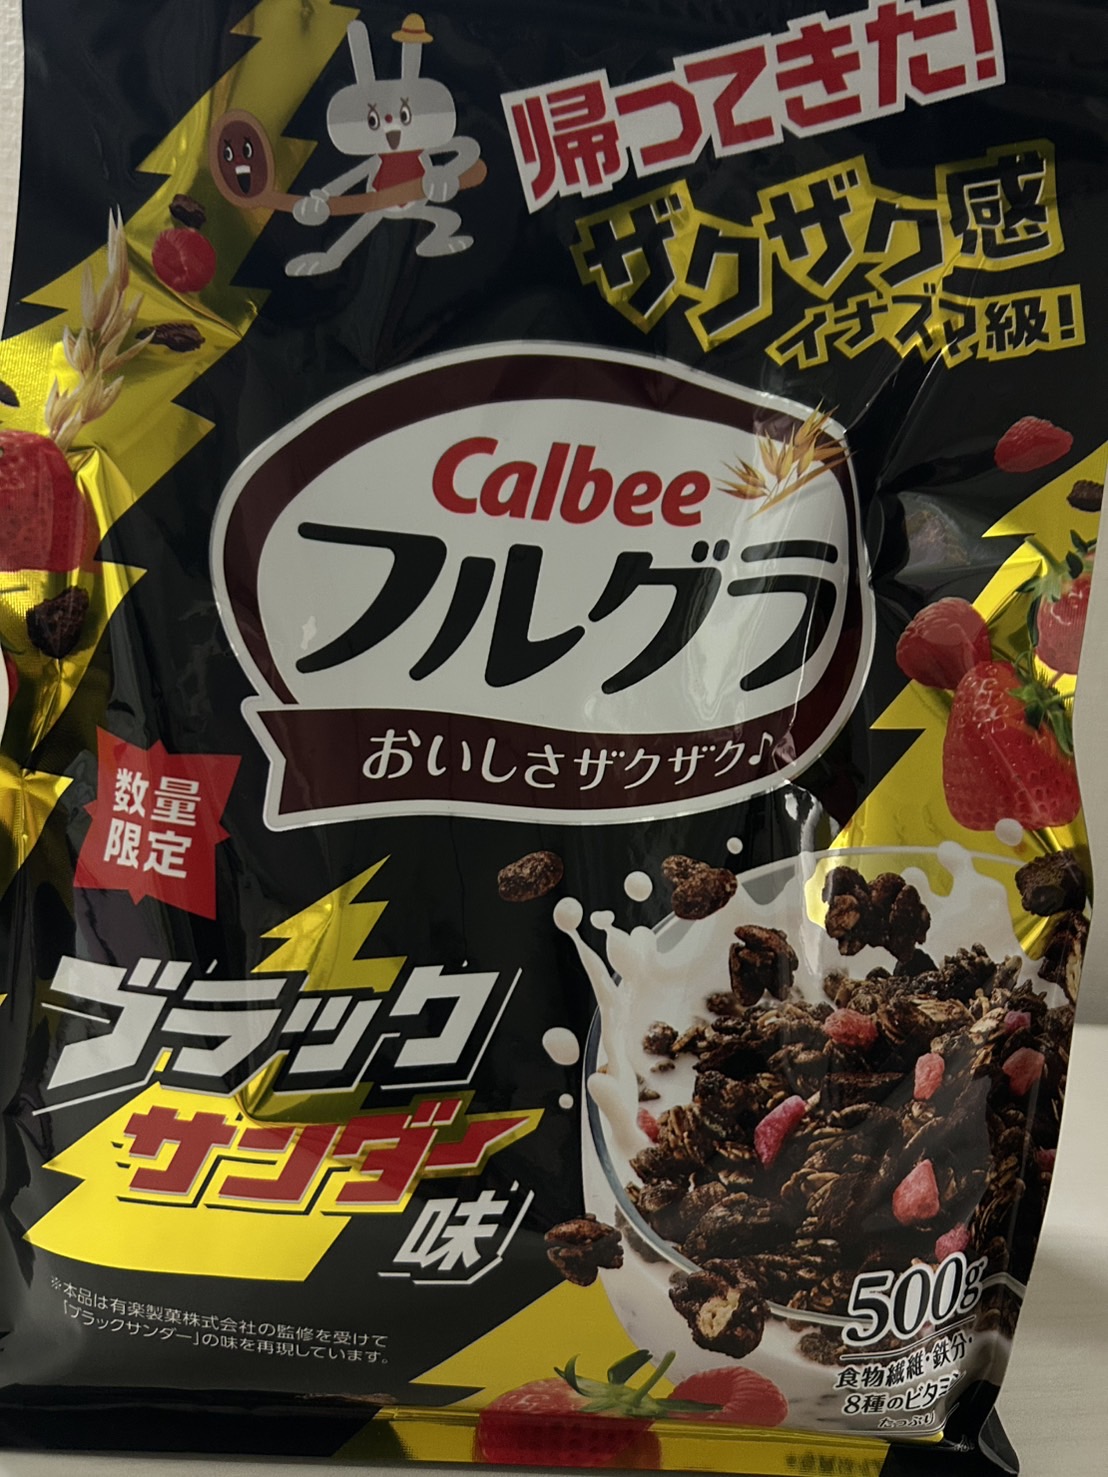 帰ってきた!
ザクザク感
イナズマ級!
Calbee
フルグラ
おいしさザクザク♪
数量
限定
ブラック
サンダー
味
※本品は有楽製菓株式会社の監修を受けて
「ブラックサンダー」の味を再現しています。
500g
食物繊維・鉄分・
8種のビタミン
たっぷり